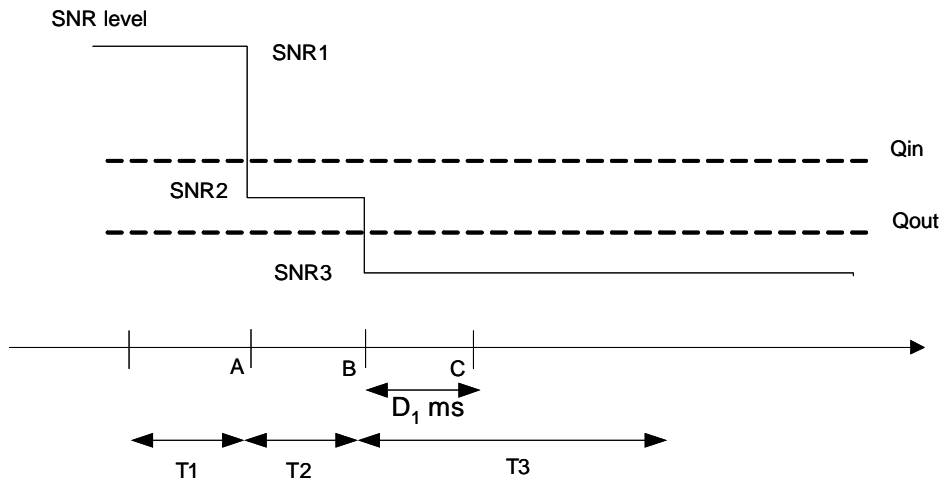 SNR level
SNR1
Qin
SNR2
Qout
SNR3
A
B
C
D₁ ms
T1
T2
T3